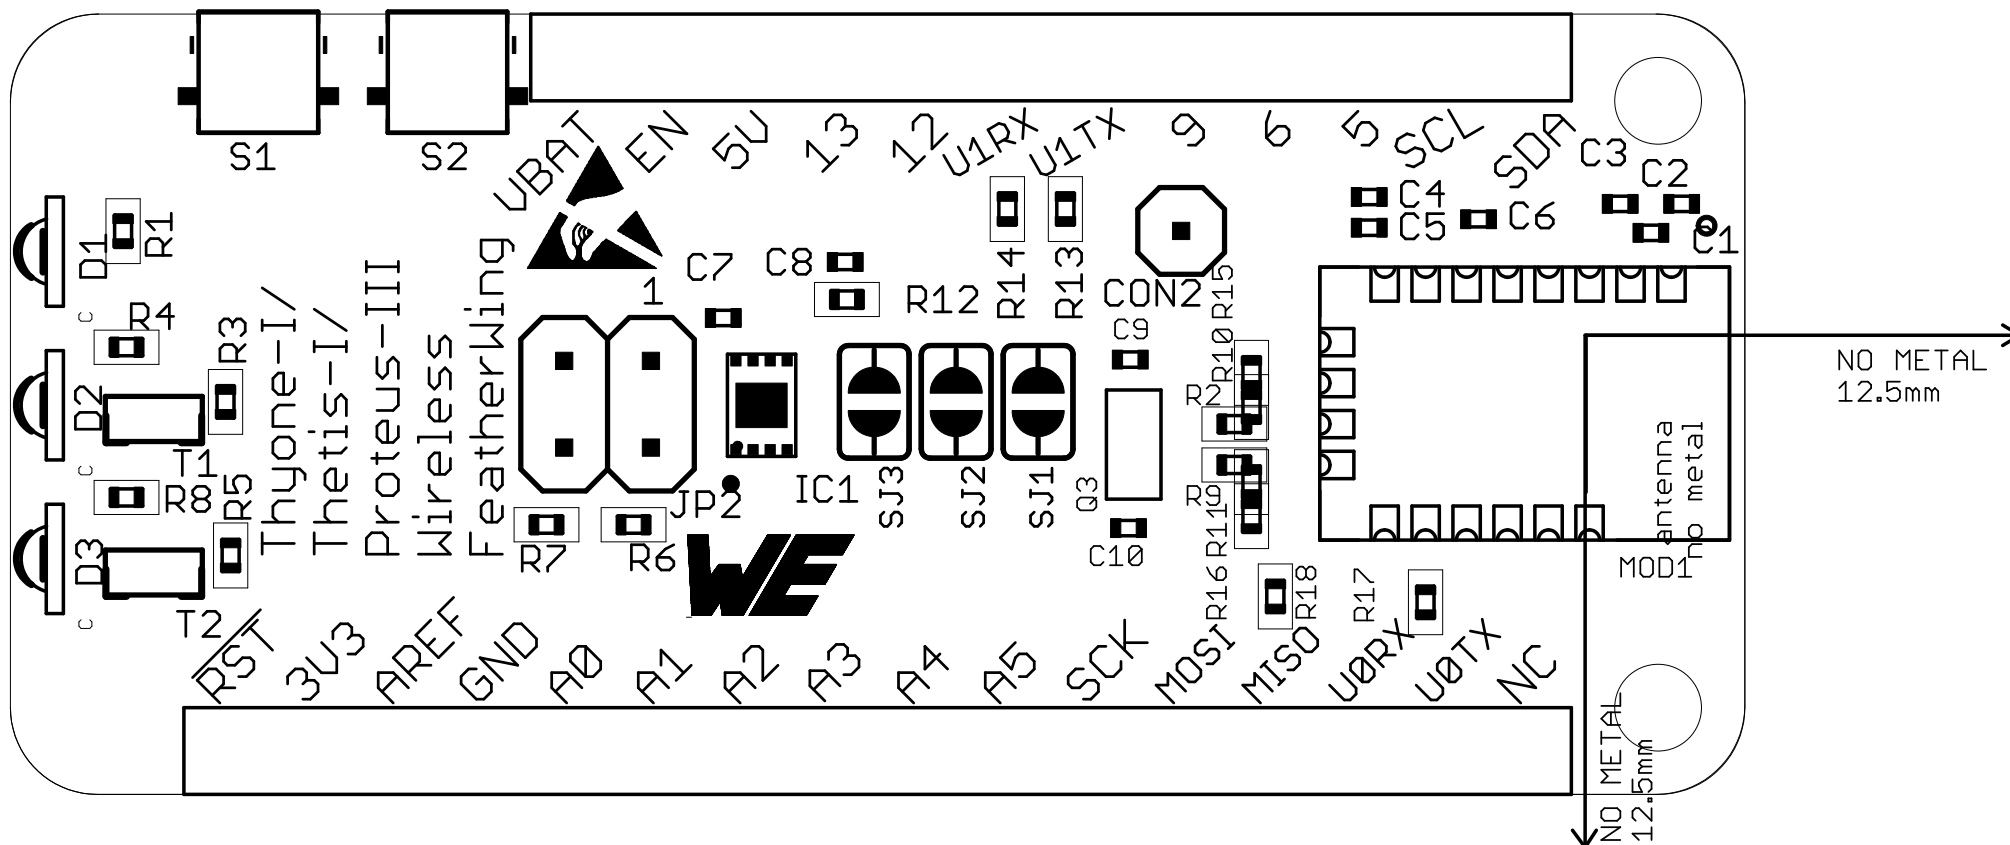 S1
S2
VBAT
EN
5V
13
12
U1RX
U1TX
9
6
5
SCL
SDA
C3
C2
C4
C5
C6
C1
D1
R1
C
R4
R3
D2
T1
C
R8
R5
D3
T2
C
Thyone-I/
Thetis-I/
Proteus-III
Wireless
FeatherWing
1
C7
C8
R12
R14
R13
CON2
R15
C9
R10
R2
JP2
IC1
SJ3
SJ2
SJ1
Q3
R9
R7
R6
WE
C10
R11
R16
R18
R17
MOD1
antenna
no metal
NO METAL
12.5mm
RST
3V3
AREF
GND
A0
A1
A2
A3
A4
A5
SCK
MOSI
MISO
U0RX
U0TX
NC
NO METAL
12.5mm